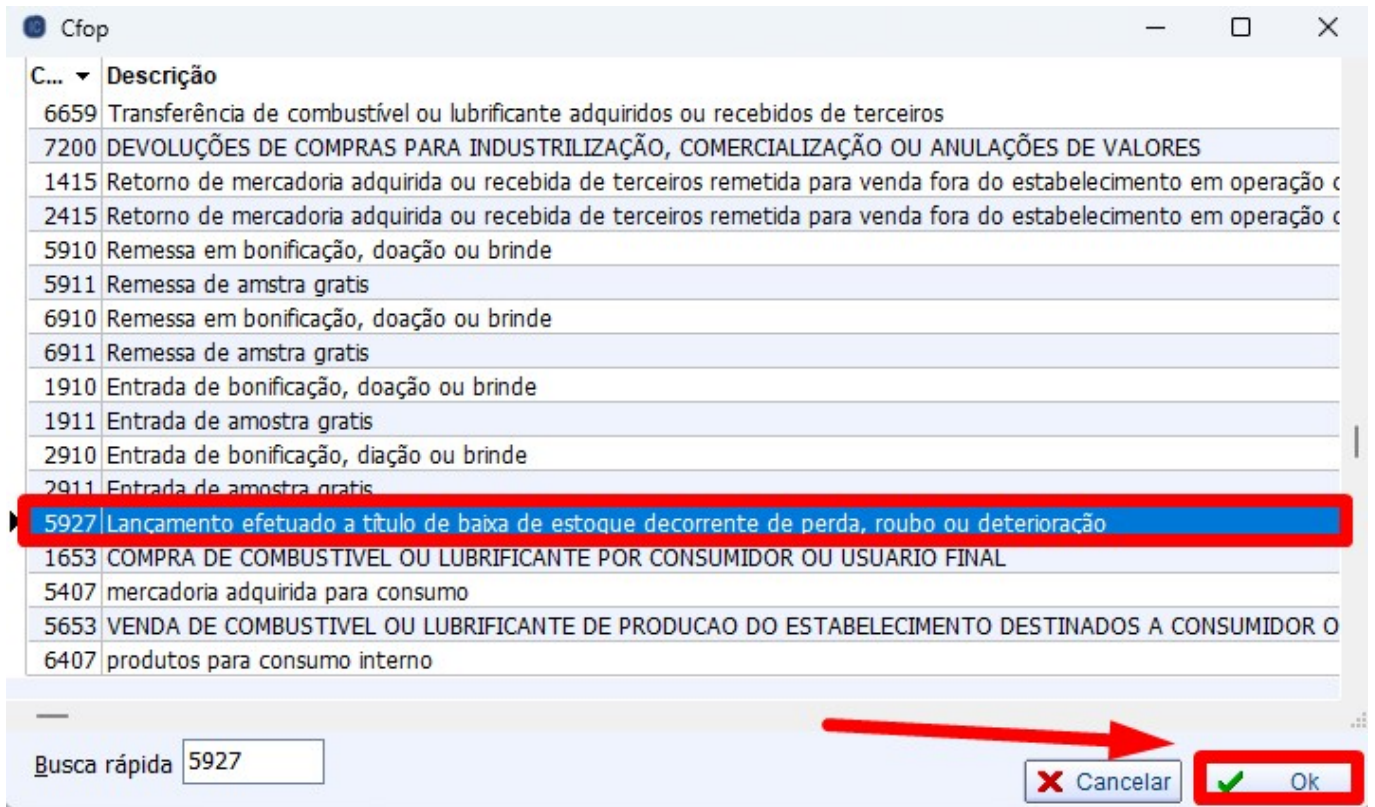 Cfop
C... Descrição
6659 Transferência de combustível ou lubrificante adquiridos ou recebidos de terceiros
7200 DEVOLUÇÕES DE COMPRAS PARA INDUSTRILIZAÇÃO, COMERCIALIZAÇÃO OU ANULAÇÕES DE VALORES
1415 Retorno de mercadoria adquirida ou recebida de terceiros remetida para venda fora do estabelecimento em operação
2415 Retorno de mercadoria adquirida ou recebida de terceiros remetida para venda fora do estabelecimento em operação
5910 Remessa em bonificação, doação ou brinde
5911 Remessa de amstra gratis
6910 Remessa em bonificação, doação ou brinde
6911 Remessa de amstra gratis
1910 Entrada de bonificação, doação ou brinde
1911 Entrada de amostra gratis
2910 Entrada de bonificação, diação ou brinde
2911 Entrada de amostra gratis
5927 Lançamento efetuado a título de baixa de estoque decorrente de perda, roubo ou deterioração
1653 COMPRA DE COMBUSTIVEL OU LUBRIFICANTE POR CONSUMIDOR OU USUARIO FINAL
5407 mercadoria adquirida para consumo
5653 VENDA DE COMBUSTIVEL OU LUBRIFICANTE DE PRODUCAO DO ESTABELECIMENTO DESTINADOS A CONSUMIDOR O
6407 produtos para consumo interno
Busca rápida 5927
Cancelar Ok